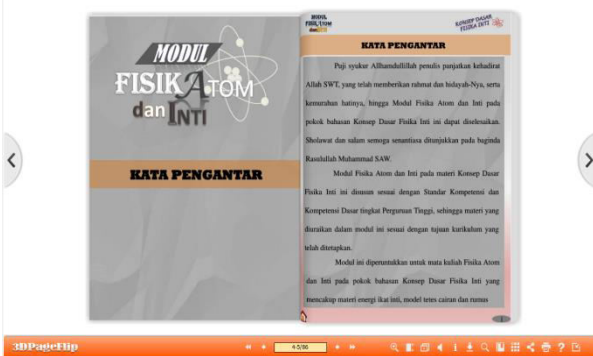 MODUL
FISIKA ATOM
dan INTI
KATA PENGANTAR
MODUL
FISIKA ATOM
dan INTI
KONSEP DASAR
FISIKA INTI
KATA PENGANTAR
Puji syukur Allhamdulillah penulis panjatkan kehadirat
Allah SWT, yang telah memberikan rahmat dan hidayah-Nya, serta
kemurahan hatinya, hingga Modul Fisika Atom dan Inti pada
pokok bahasan Konsep Dasar Fisika Inti ini dapat diselesaikan.
Sholawat dan salam semoga senantiasa ditunjukkan pada baginda
Rasulullah Muhammad SAW.
Modul Fisika Atom dan Inti pada materi Konsep Dasar
Fisika Inti ini disusun sesuai dengan Standar Kompetensi dan
Kompetensi Dasar tingkat Perguruan Tinggi, sehingga materi yang
diuraikan dalam modul ini sesuai dengan tujuan kurikulum yang
telah ditetapkan.
Modul ini diperuntukkan untuk mata kuliah Fisika Atom
dan Inti pada pokok bahasan Konsep Dasar Fisika Inti yang
mencakup materi energi ikat inti, model tetes cairan dan rumus
3DPageFlip
4-5/86